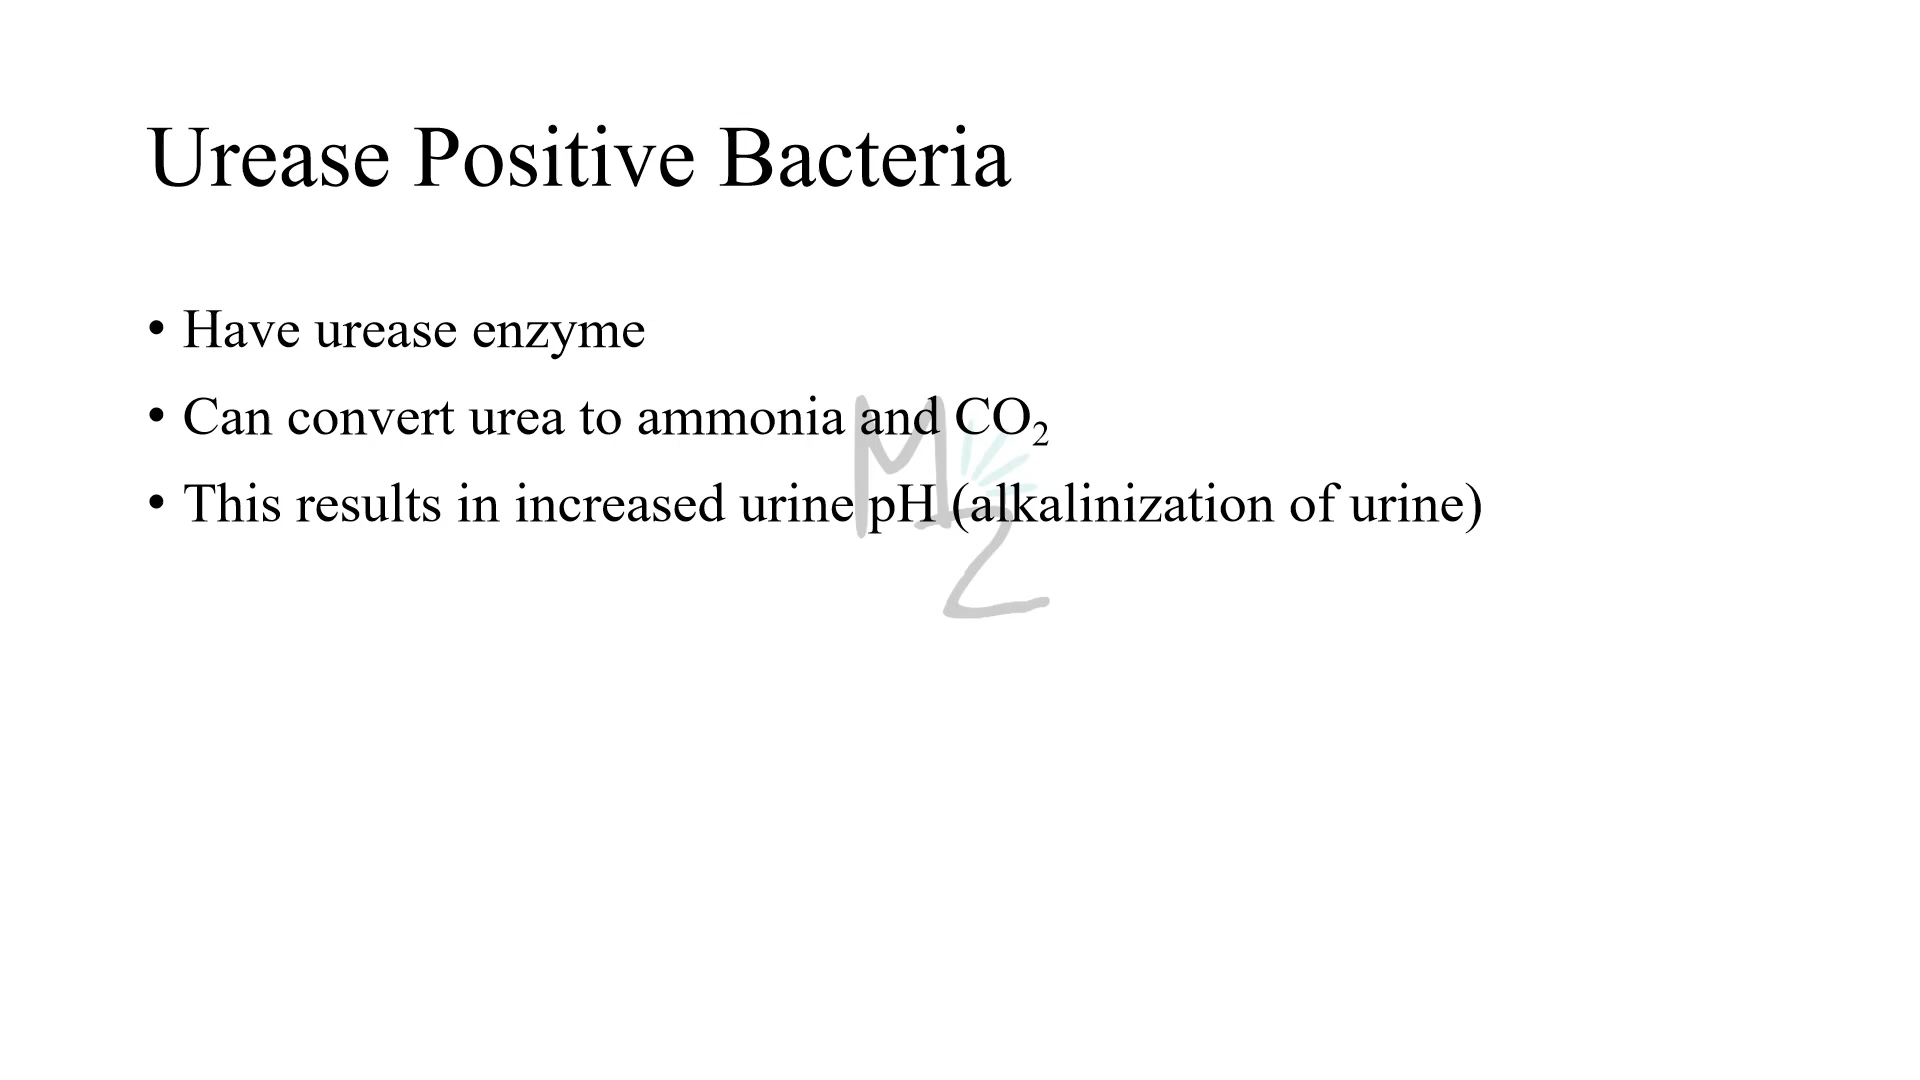 Urease Positive Bacteria
• Have urease enzyme
• Can convert urea to ammonia and CO₂
• This results in increased urine pH (alkalinization of urine)
MZ